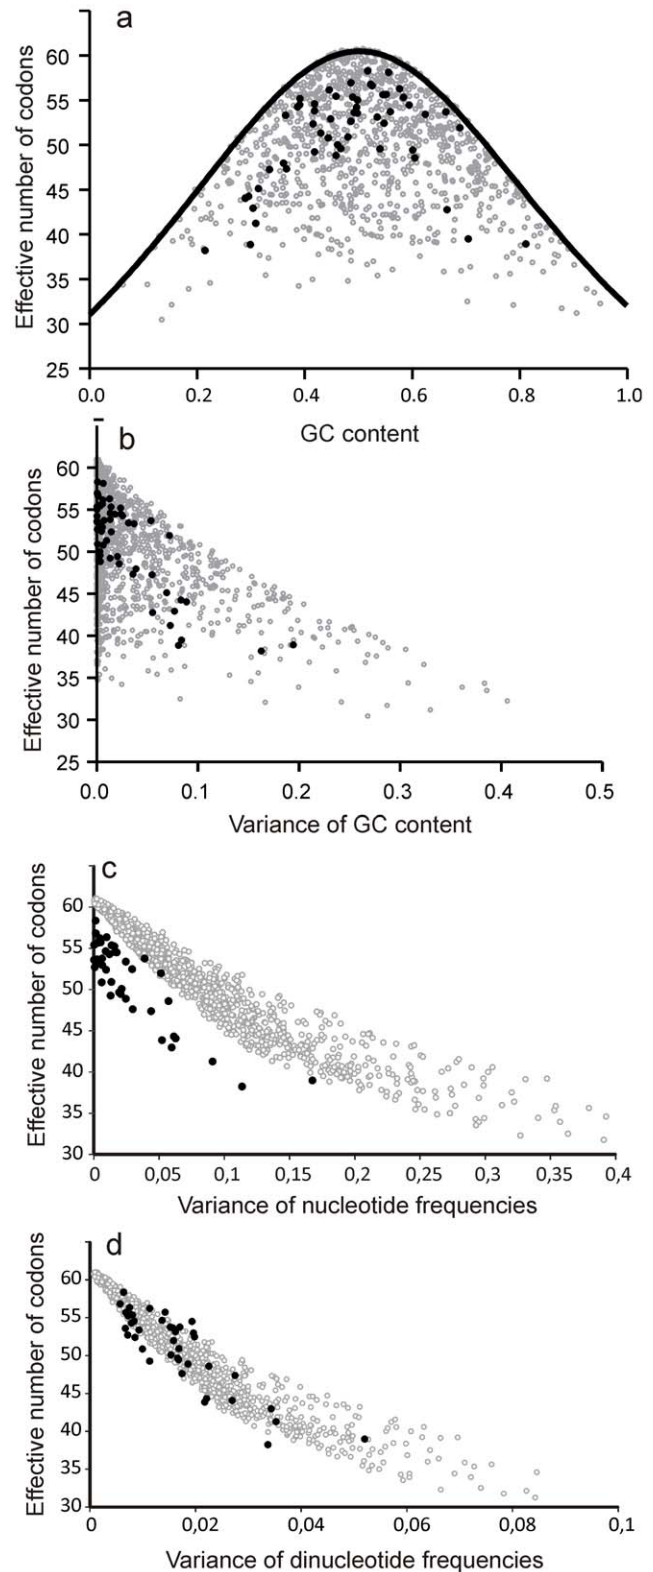 a
Effective number of codons
60
55
50
45
40
35
30
25
0.0 0.2 0.4 0.6 0.8 1.0
GC content
b
Effective number of codons
60
55
50
45
40
35
30
25
0.0 0.1 0.2 0.3 0.4 0.5
Variance of GC content
c
Effective number of codons
60
55
50
45
40
35
30
0 0,05 0,1 0,15 0,2 0,25 0,3 0,35 0,4
Variance of nucleotide frequencies
d
Effective number of codons
60
55
50
45
40
35
30
0 0,02 0,04 0,06 0,08 0,1
Variance of dinucleotide frequencies